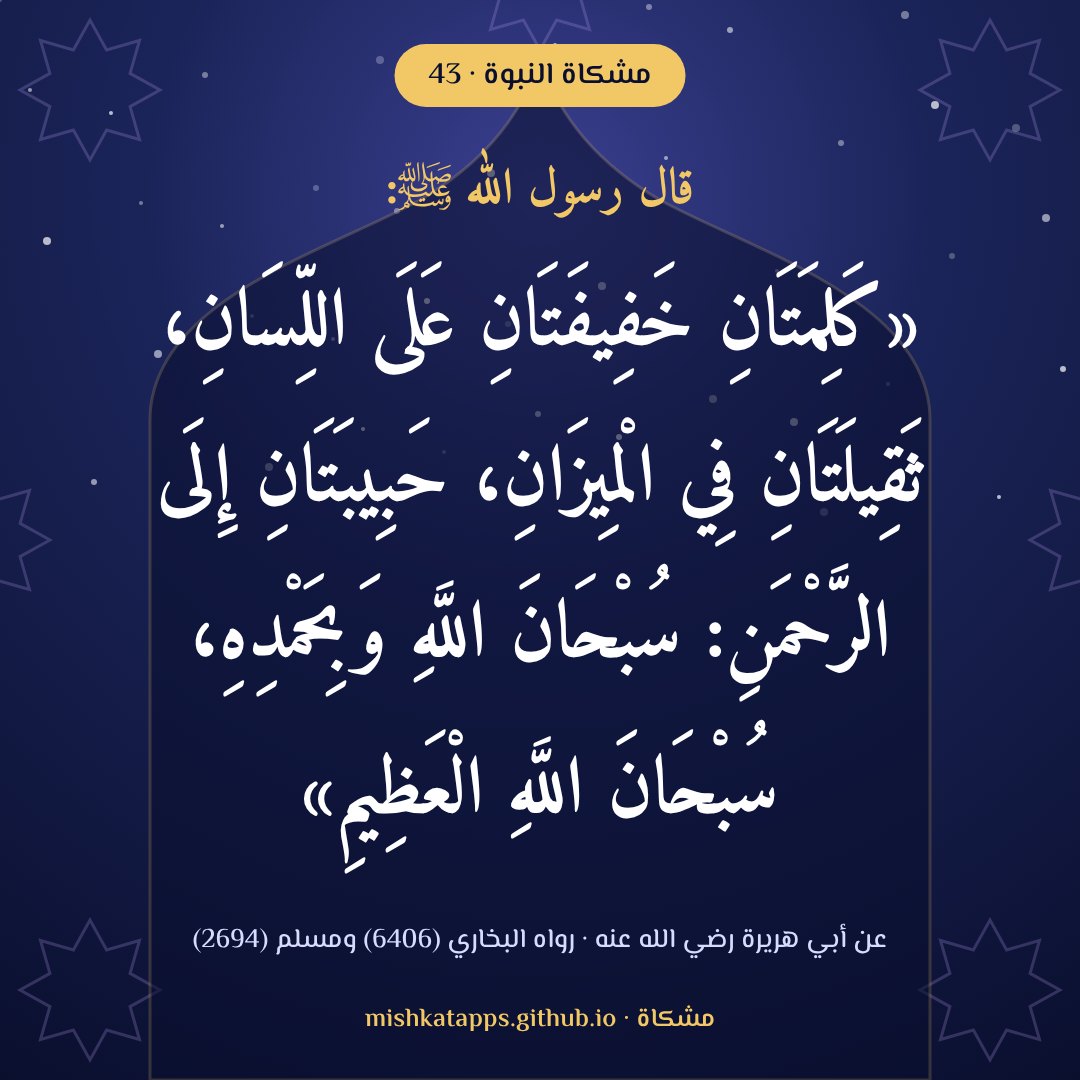 مشكاة النبوة · 43
قال رسول الله ﷺ:
«كَلِمَتَانِ خَفِيفَتَانِ عَلَى اللِّسَانِ،
ثَقِيلَتَانِ فِي الْمِيزَانِ، حَبِيبَتَانِ إِلَى
الرَّحْمَنِ: سُبْحَانَ اللَّهِ وَبِحَمْدِهِ،
سُبْحَانَ اللَّهِ الْعَظِيمِ»
عن أبي هريرة رضي الله عنه · رواه البخاري (6406) ومسلم (2694)
مشكاة · mishkatapps.github.io